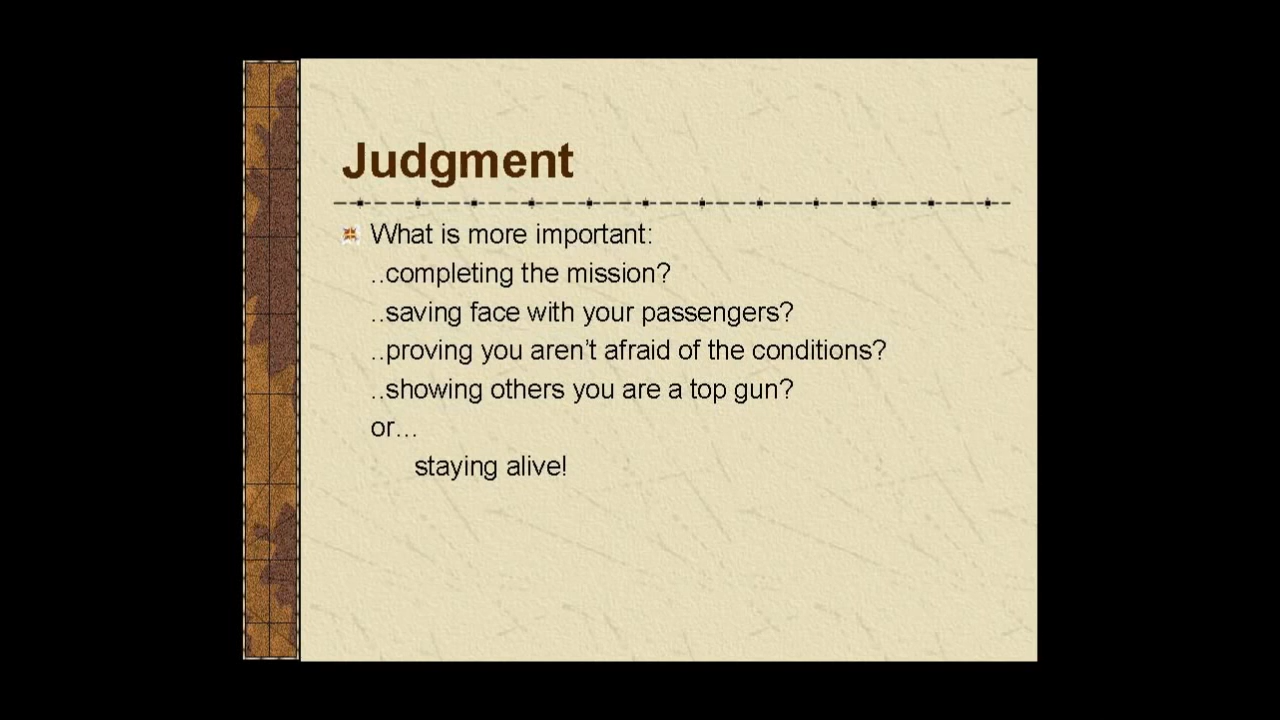 Judgment
What is more important:
..completing the mission?
..saving face with your passengers?
..proving you aren’t afraid of the conditions?
..showing others you are a top gun?
or…
staying alive!